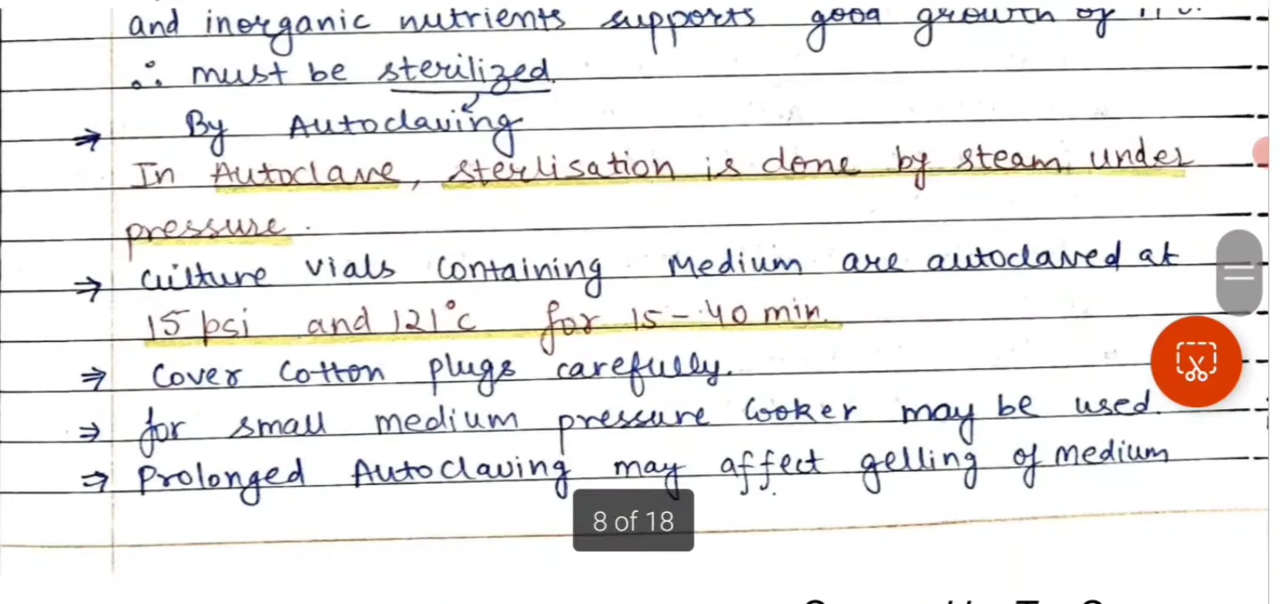 and inorganic nutrients supports good growth of
∴ must be sterilized.
⇒ By Autoclaving
In Autoclave, sterlisation is done by steam under
pressure.
⇒ Culture vials containing Medium are autoclaved at
15 psi and 121°c for 15-40 min.
⇒ Cover cotton plugs carefully.
⇒ for small medium pressure cooker may be used.
⇒ Prolonged Autoclaving may affect gelling of medium
8 of 18